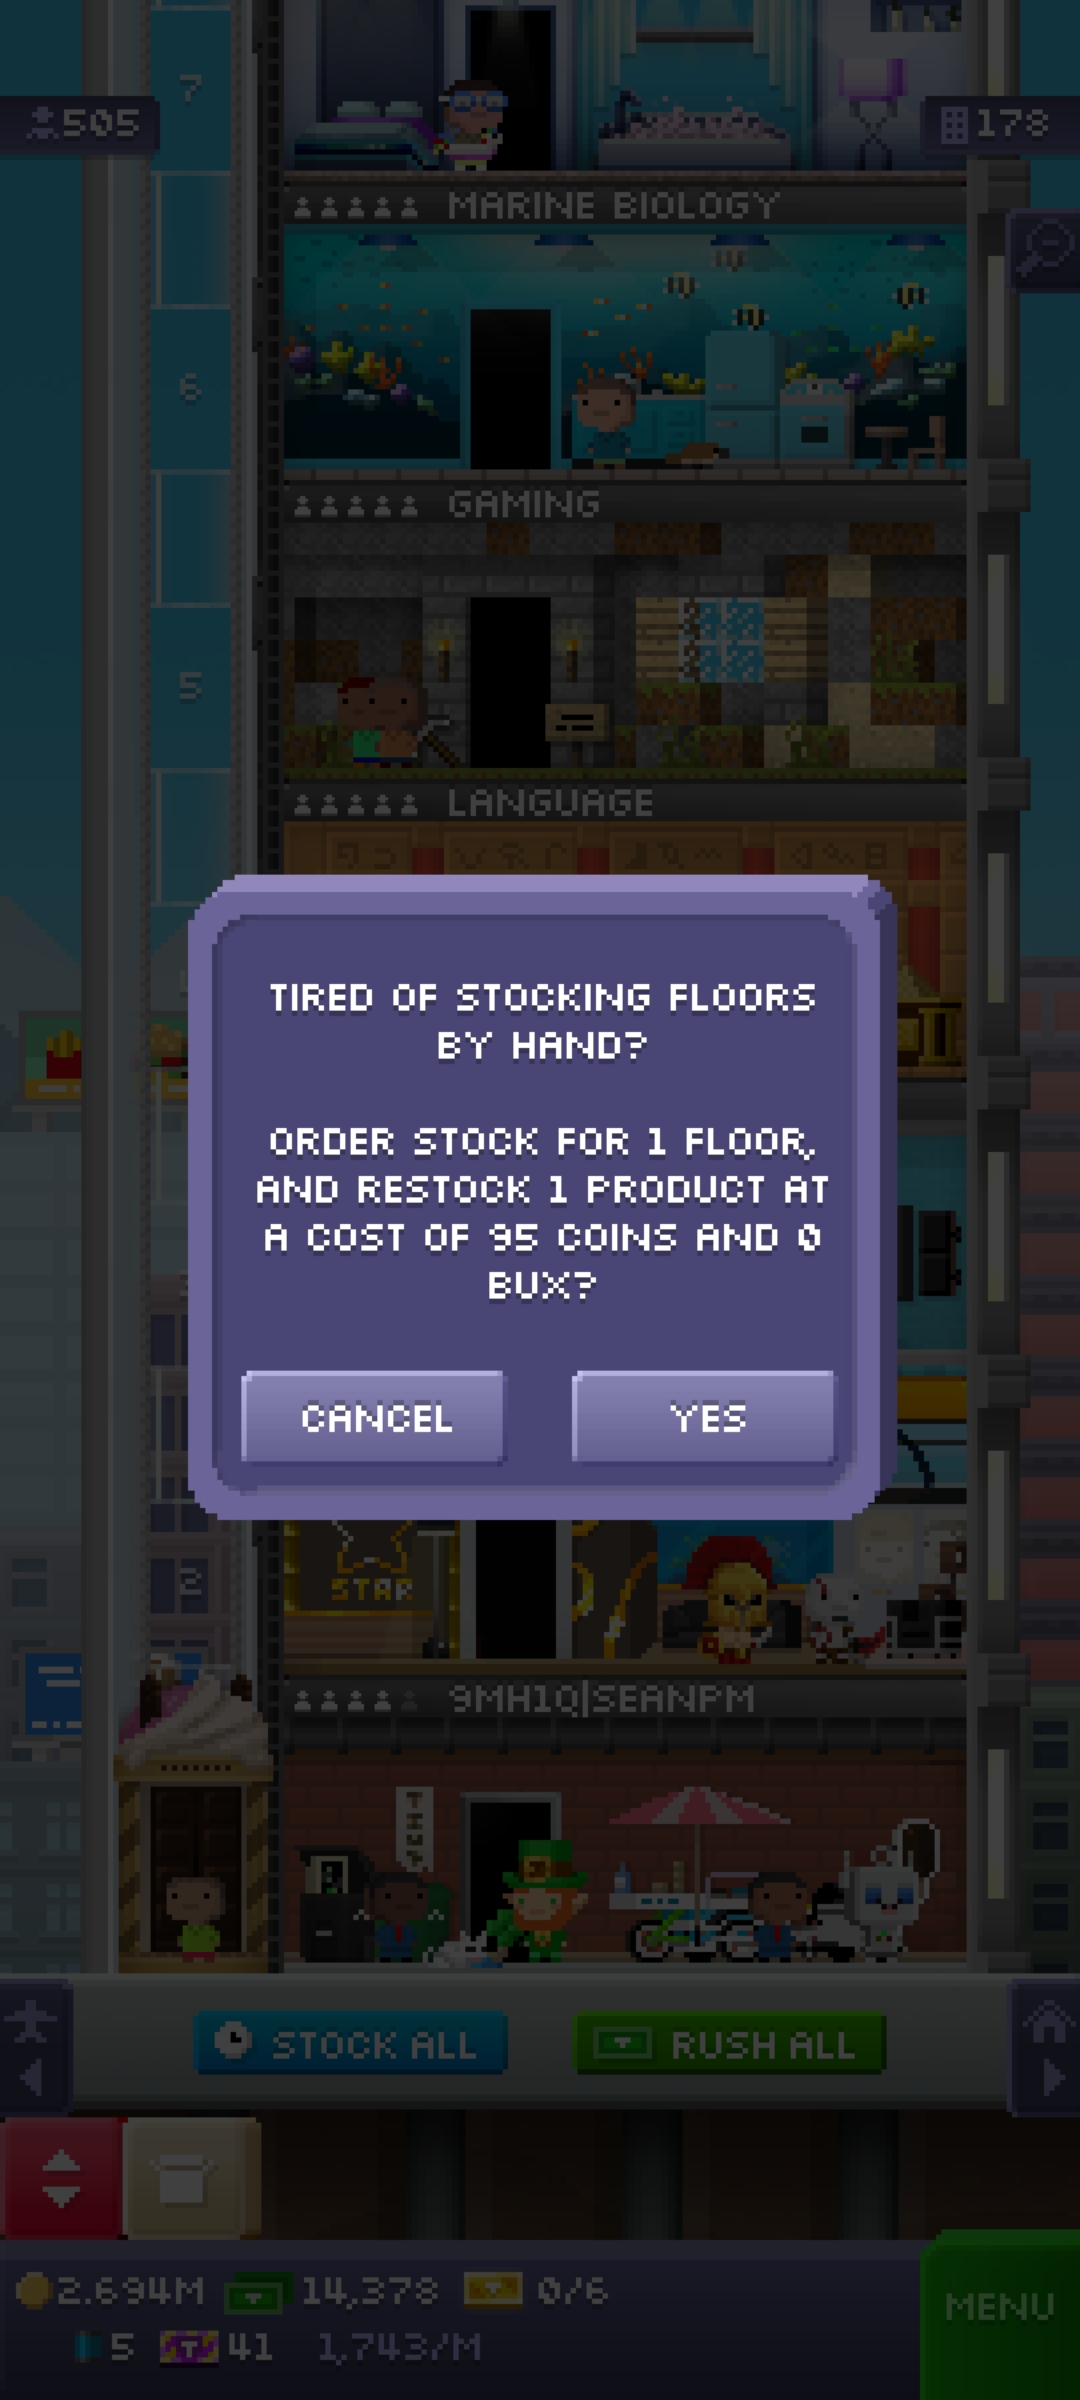 7
505
178
MARINE BIOLOGY
6
GAMING
5
LANGUAGE
TIRED OF STOCKING FLOORS
BY HAND?
ORDER STOCK FOR 1 FLOOR,
AND RESTOCK 1 PRODUCT AT
A COST OF 95 COINS AND 0
BUX?
CANCEL
YES
2
STAR
9MH1Q|SEANPM
STOCK ALL
RUSH ALL
2.694M
14,378
0/6
MENU
5
T
41
1,743/M